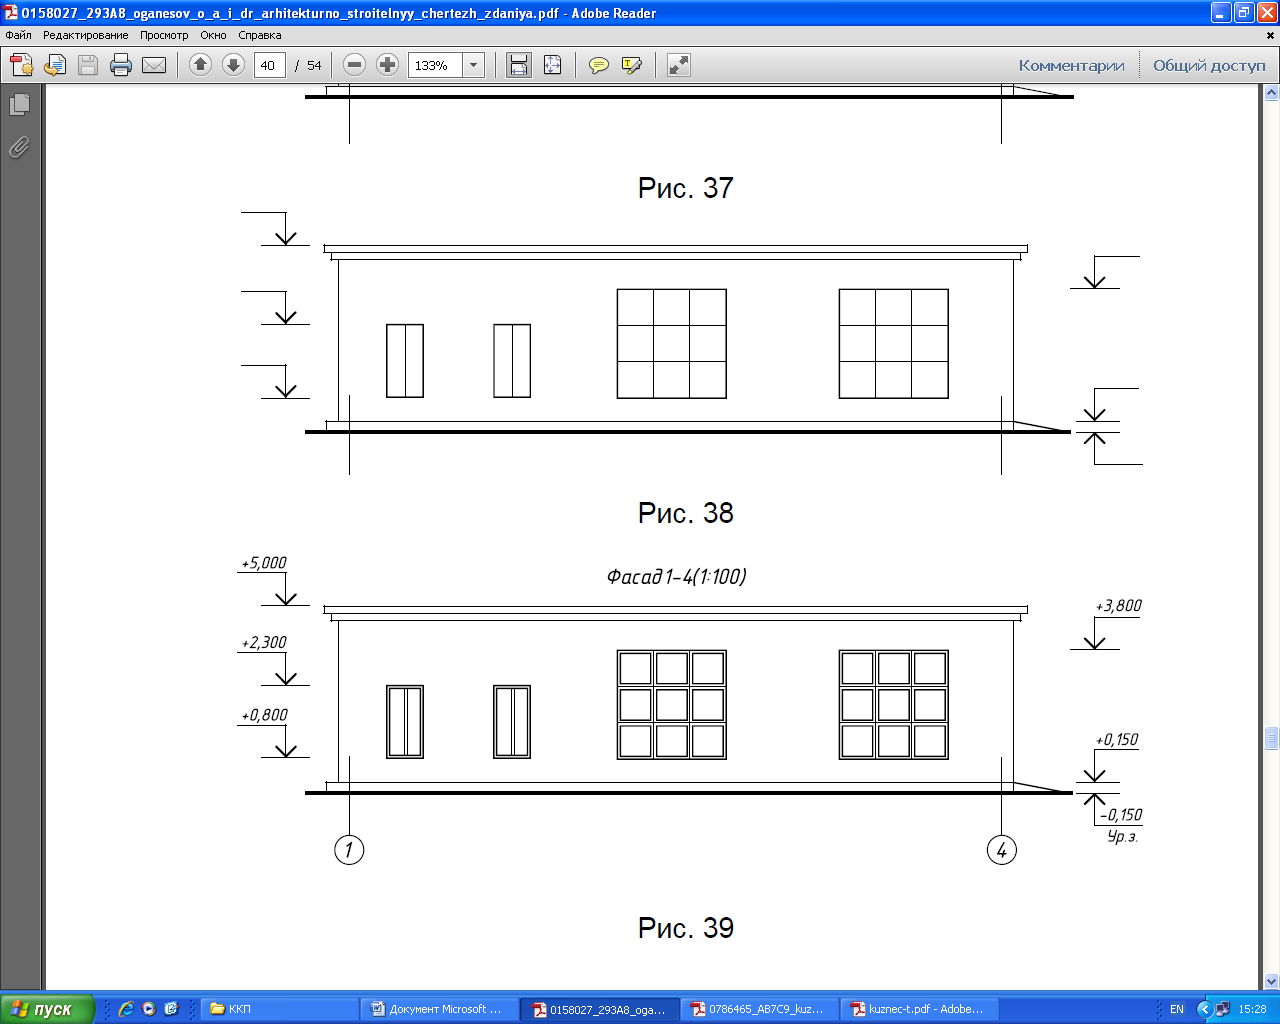 0158027_293A8_oganesov_o_a_i_dr_arhitekturno_stroitelnyy_chertezh_zdaniya.pdf - Adobe Reader
Файл Редактирование Просмотр Окно Справка
40 / 54 133% Комментарии Общий доступ
Рис. 37
Рис. 38
Фасад 1-4(1:100)
+5,000
+3,800
+2,300
+0,800
+0,150
-0,150
Ур.з.
1 4
Рис. 39
пуск ККП Документ Microsoft ... 0158027_293A8_oga... 0786465_AB7C9_kuz... kuznec-t.pdf - Adobe... EN 15:28